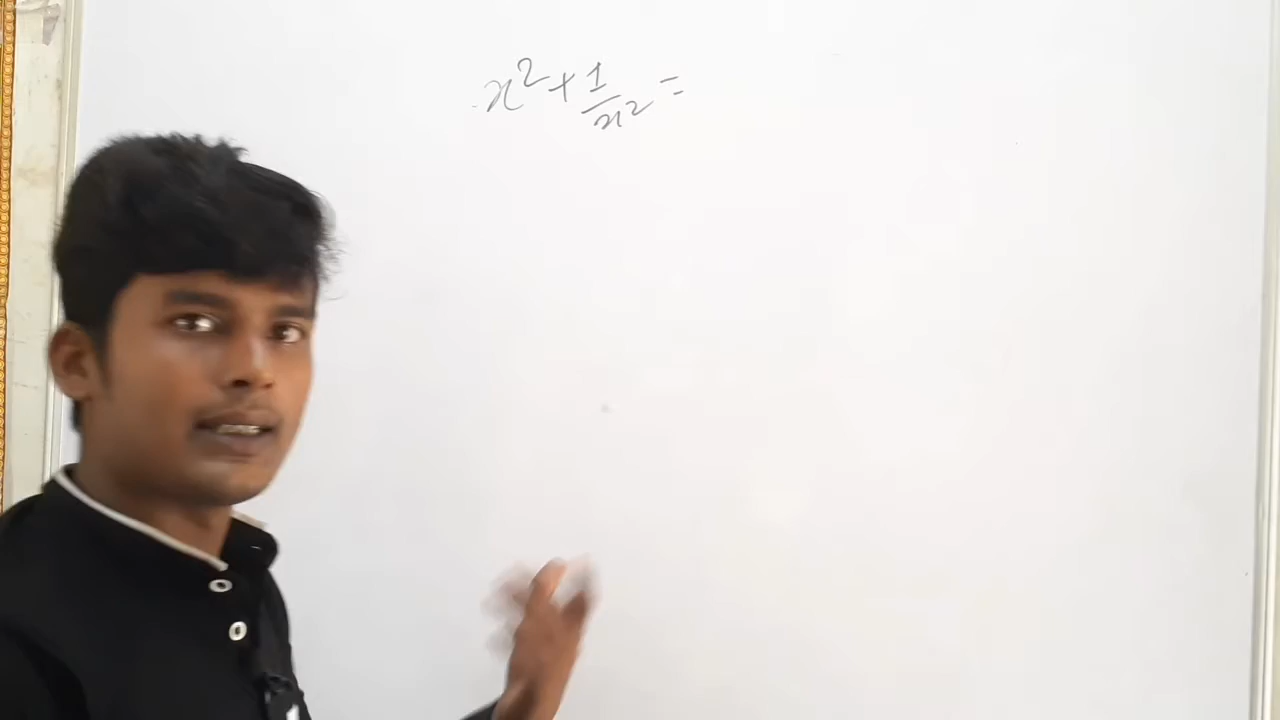 x² + 1/x² =